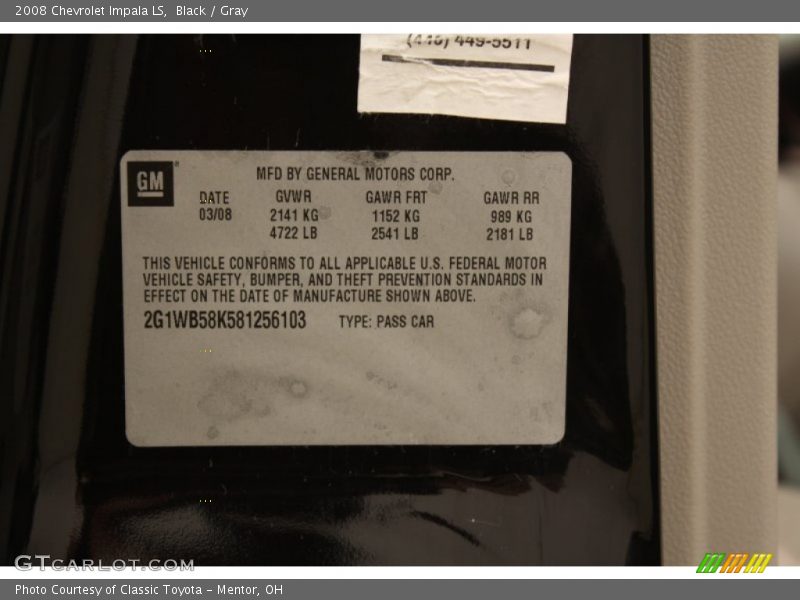 2008 Chevrolet Impala LS, Black / Gray
(440) 449-5511
GM
MFD BY GENERAL MOTORS CORP.
DATE GVWR GAWR FRT GAWR RR
03/08 2141 KG 1152 KG 989 KG
4722 LB 2541 LB 2181 LB
THIS VEHICLE CONFORMS TO ALL APPLICABLE U.S. FEDERAL MOTOR
VEHICLE SAFETY, BUMPER, AND THEFT PREVENTION STANDARDS IN
EFFECT ON THE DATE OF MANUFACTURE SHOWN ABOVE.
2G1WB58K581256103 TYPE: PASS CAR
GTCARLOT.COM
Photo Courtesy of Classic Toyota - Mentor, OH